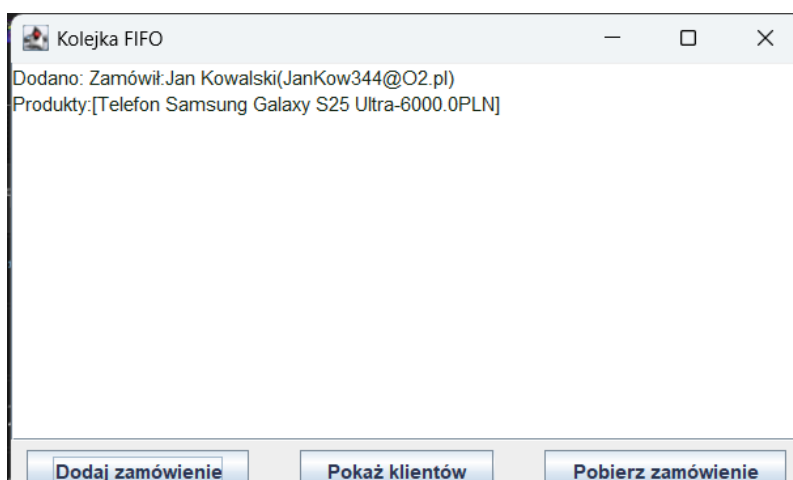 Kolejka FIFO
Dodano: Zamówił:Jan Kowalski(JanKow344@O2.pl)
Produkty:[Telefon Samsung Galaxy S25 Ultra-6000.0PLN]
Dodaj zamówienie Pokaż klientów Pobierz zamówienie